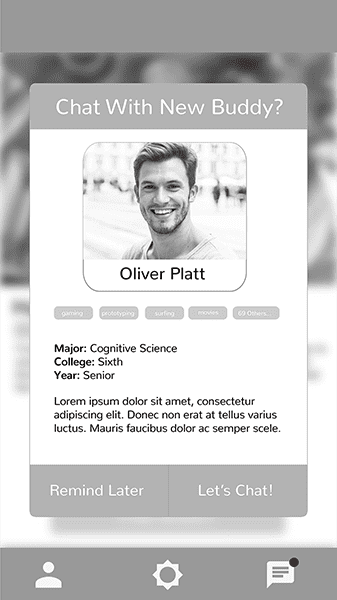 Chat With New Buddy?
Oliver Platt
gaming prototyping surfing movies 69 Others...
Major: Cognitive Science
College: Sixth
Year: Senior
Lorem ipsum dolor sit amet, consectetur
adipiscing elit. Donec non erat at tellus varius
luctus. Mauris faucibus dolor ac semper scele.
Remind Later Let's Chat!